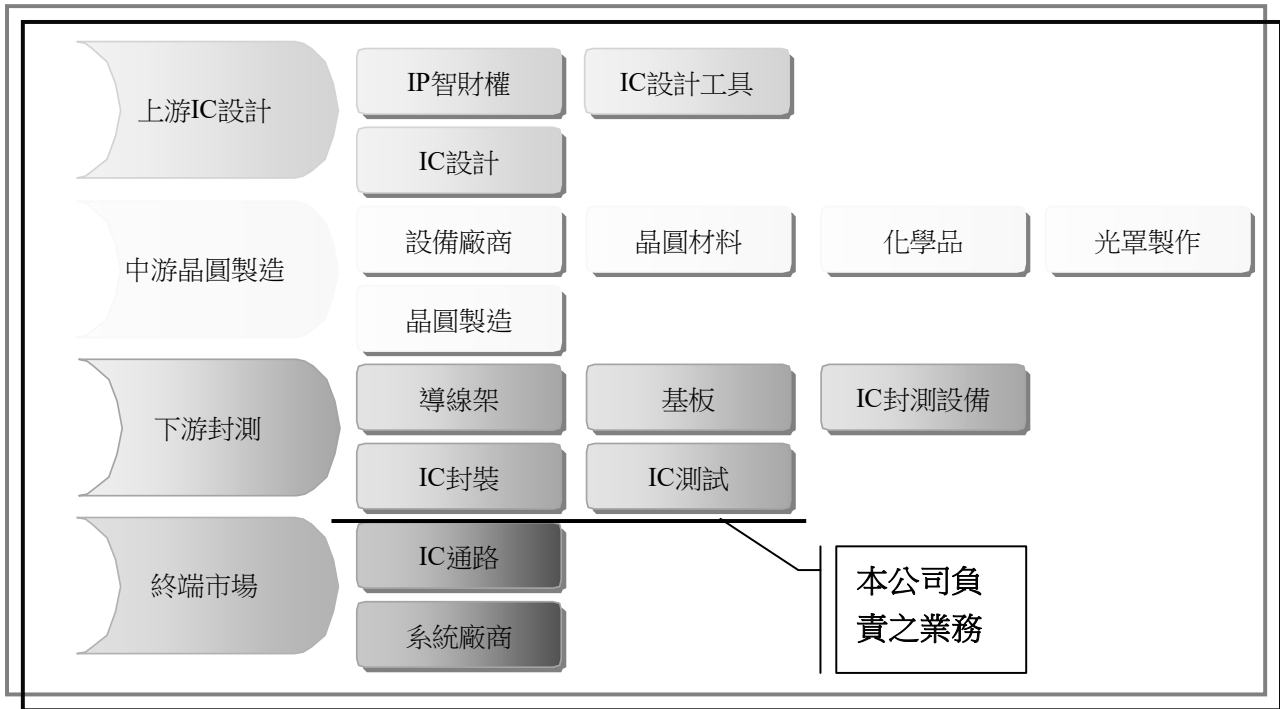 上游IC設計
IP智財權
IC設計工具
IC設計
中游晶圓製造
設備廠商
晶圓材料
化學品
光罩製作
晶圓製造
下游封測
導線架
基板
IC封測設備
IC封裝
IC測試
終端市場
IC通路
系統廠商
本公司負
責之業務